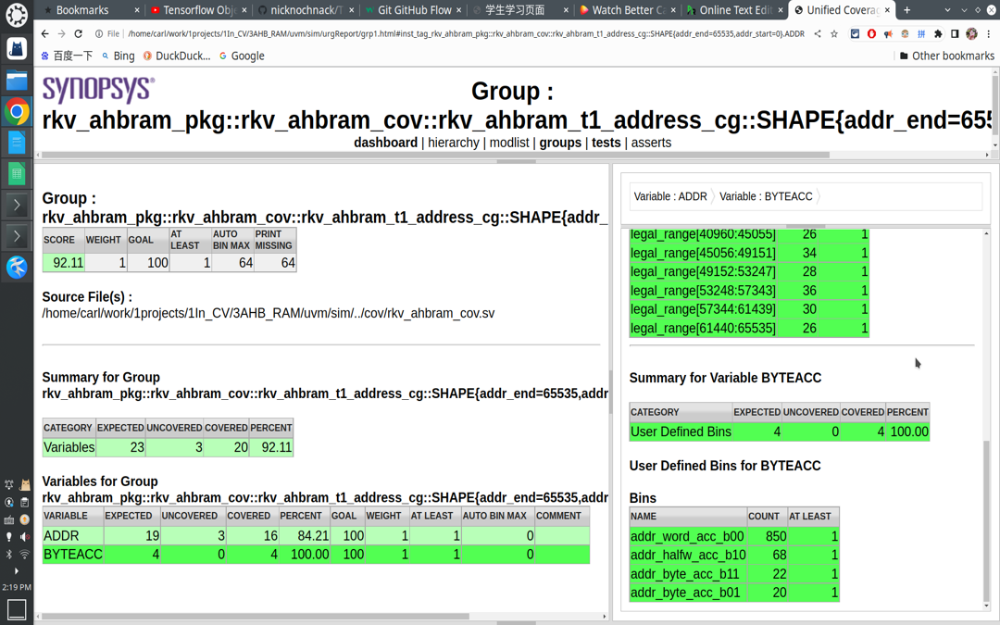 Bookmarks
Tensorflow Obj
nicknochnack/T
Git GitHub Flow
学生学习页面
Watch Better Ca
Online Text Edit
Unified Coverag
File
/home/carl/work/1projects/1In_CV/3AHB_RAM/uvm/sim/urgReport/grp1.html#inst_tag_rkv_ahbram_pkg::rkv_ahbram_cov::rkv_ahbram_t1_address_cg::SHAPE{addr_end=65535,addr_start=0}.ADDR
百度一下
Bing
DuckDuck...
Google
Other bookmarks
SYNOPSYS®
Group :
rkv_ahbram_pkg::rkv_ahbram_cov::rkv_ahbram_t1_address_cg::SHAPE{addr_end=655
dashboard | hierarchy | modlist | groups | tests | asserts
Group :
rkv_ahbram_pkg::rkv_ahbram_cov::rkv_ahbram_t1_address_cg::SHAPE{addr_
SCORE WEIGHT GOAL AT LEAST AUTO BIN MAX PRINT MISSING
92.11 1 100 1 64 64
Source File(s) :
/home/carl/work/1projects/1In_CV/3AHB_RAM/uvm/sim/../cov/rkv_ahbram_cov.sv
Summary for Group
rkv_ahbram_pkg::rkv_ahbram_cov::rkv_ahbram_t1_address_cg::SHAPE{addr_end=65535,addr
CATEGORY EXPECTED UNCOVERED COVERED PERCENT
Variables 23 3 20 92.11
Variables for Group
rkv_ahbram_pkg::rkv_ahbram_cov::rkv_ahbram_t1_address_cg::SHAPE{addr_end=65535,addr
VARIABLE EXPECTED UNCOVERED COVERED PERCENT GOAL WEIGHT AT LEAST AUTO BIN MAX COMMENT
ADDR 19 3 16 84.21 100 1 1 0
BYTEACC 4 0 4 100.00 100 1 1 0
Variable : ADDR
Variable : BYTEACC
legal_range[40960:45055] 26 1
legal_range[45056:49151] 34 1
legal_range[49152:53247] 28 1
legal_range[53248:57343] 36 1
legal_range[57344:61439] 30 1
legal_range[61440:65535] 26 1
Summary for Variable BYTEACC
CATEGORY EXPECTED UNCOVERED COVERED PERCENT
User Defined Bins 4 0 4 100.00
User Defined Bins for BYTEACC
Bins
NAME COUNT AT LEAST
addr_word_acc_b00 850 1
addr_halfw_acc_b10 68 1
addr_byte_acc_b11 22 1
addr_byte_acc_b01 20 1
2:19 PM